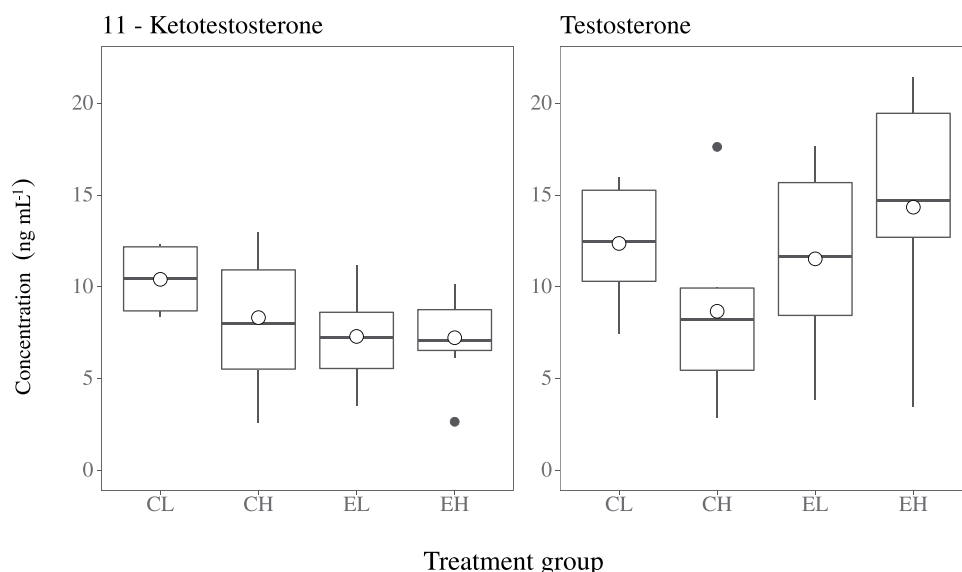 11 - Ketotestosterone
Testosterone
Concentration (ng mL-1)
20
15
10
5
0
20
15
10
5
0
CL CH EL EH
CL CH EL EH
Treatment group